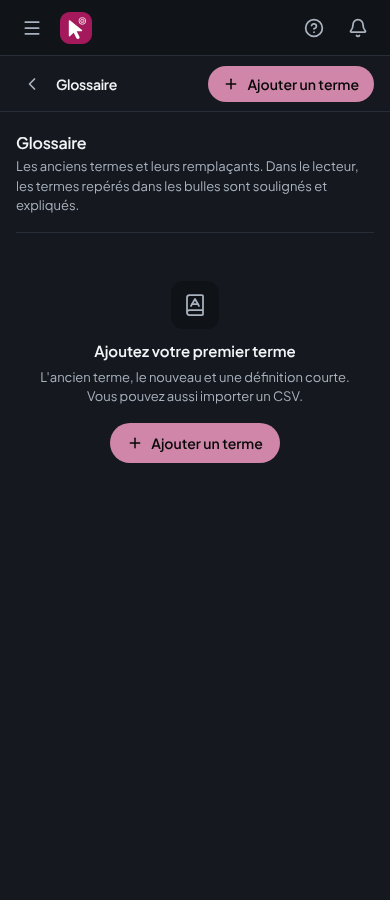 Glossaire
Ajouter un terme
Glossaire
Les anciens termes et leurs remplaçants. Dans le lecteur,
les termes repérés dans les bulles sont soulignés et
expliqués.
Ajoutez votre premier terme
L'ancien terme, le nouveau et une définition courte.
Vous pouvez aussi importer un CSV.
Ajouter un terme